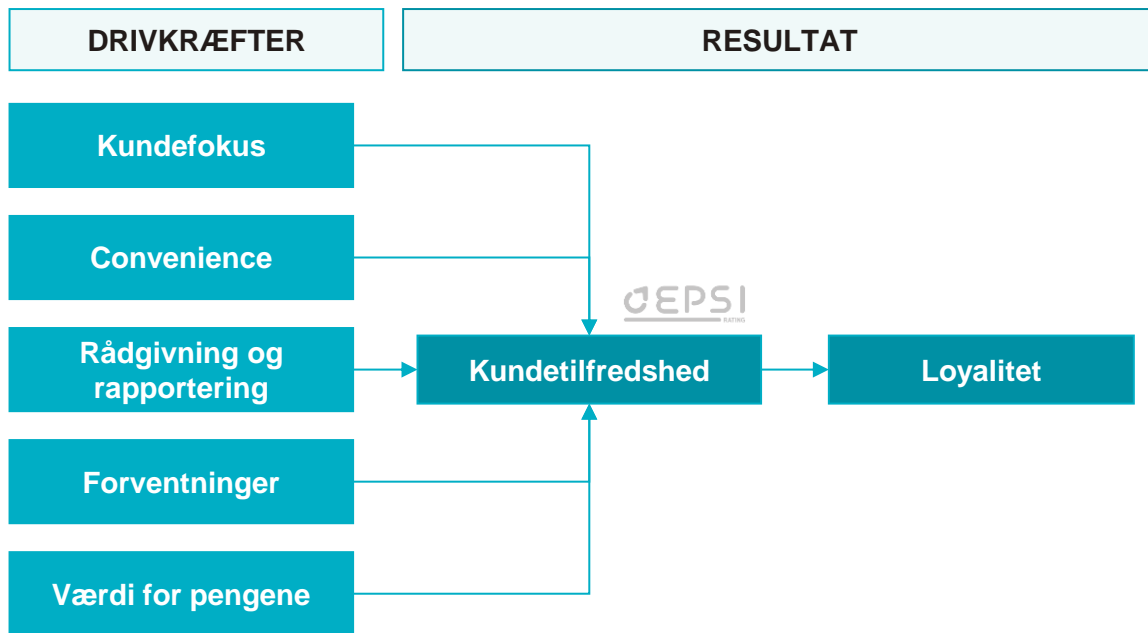 DRIVKRÆFTER
RESULTAT
Kundefokus
Convenience
EPSI
RATING
Rådgivning og
rapportering
Kundetilfredshed
Loyalitet
Forventninger
Værdi for pengene